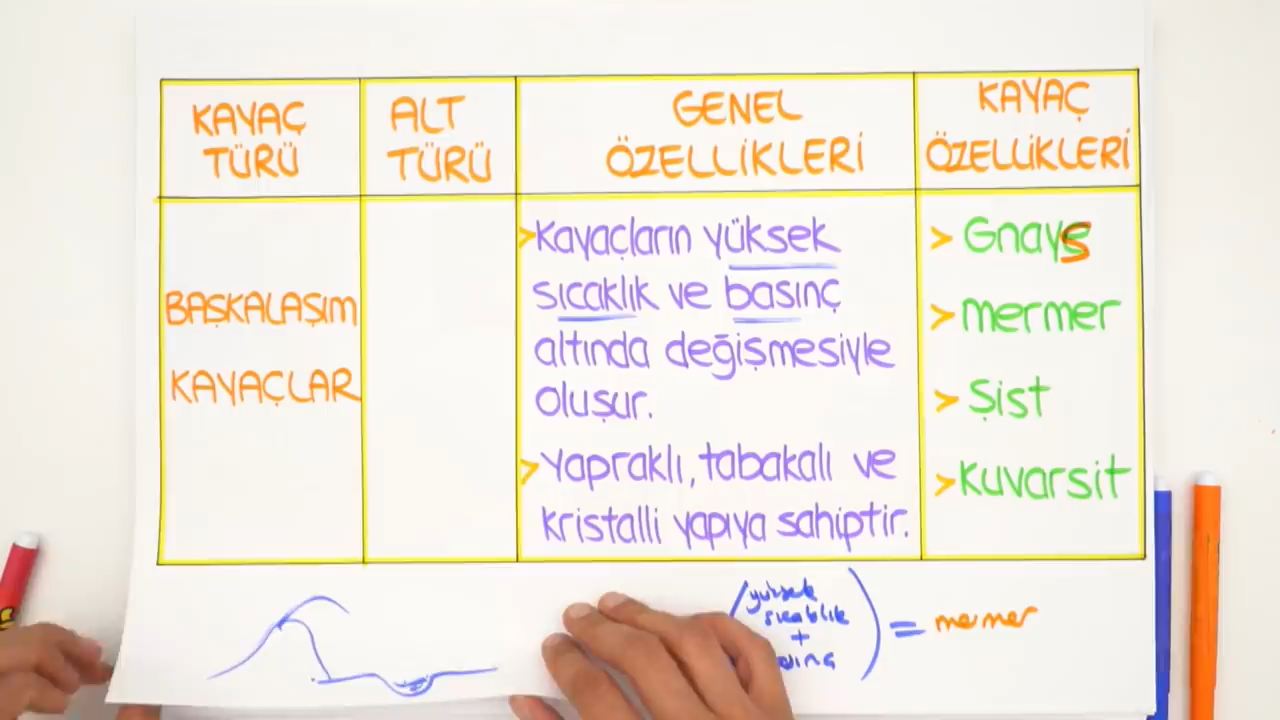 KAYAÇ
TÜRÜ
ALT
TÜRÜ
GENEL
ÖZELLİKLERİ
KAYAÇ
ÖZELLİKLERİ
BAŞKALAŞIM
KAYAÇLAR
>Kayaçların yüksek
sıcaklık ve basınç
altında değişmesiyle
oluşur.
>Yapraklı, tabakalı ve
kristalli yapıya sahiptir.
> Gnays
> mermer
> Şist
> Kuvarsit
(yüksek
sıcaklık
+
) = mermer